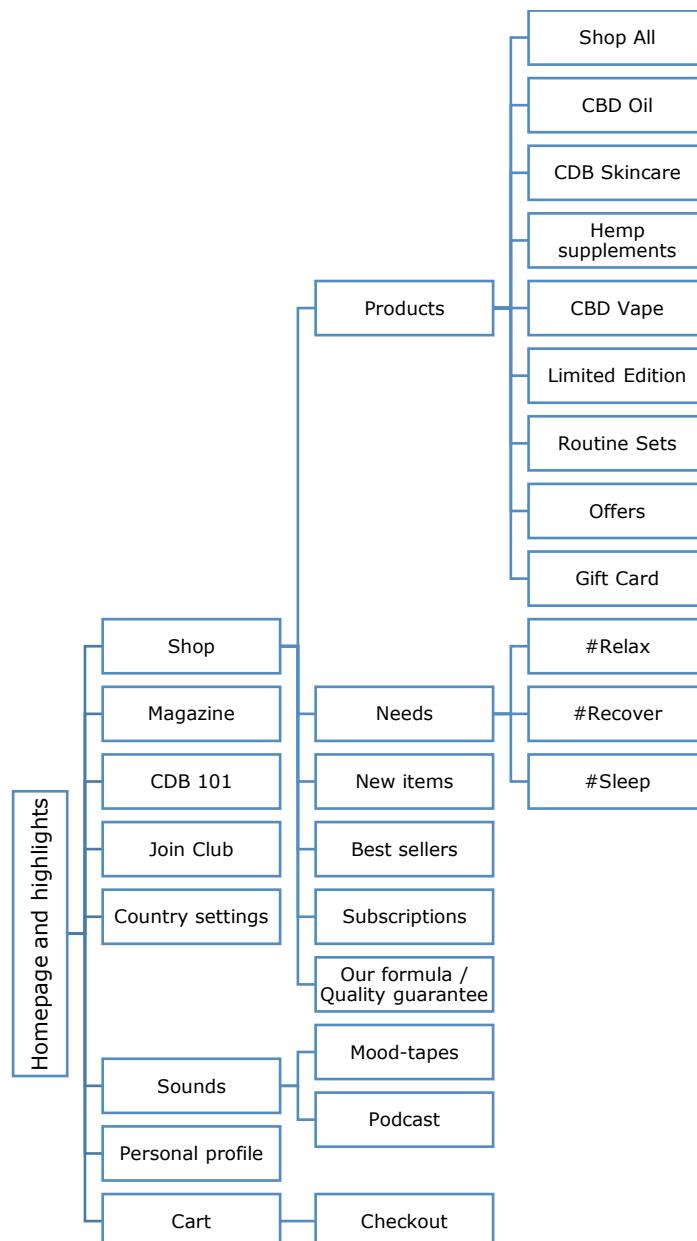 Shop All
CBD Oil
CDB Skincare
Hemp
supplements
Products
CBD Vape
Limited Edition
Routine Sets
Offers
Gift Card
Shop
#Relax
Magazine
Needs
#Recover
CDB 101
New items
#Sleep
Homepage and highlights
Join Club
Best sellers
Country settings
Subscriptions
Our formula /
Quality guarantee
Mood-tapes
Sounds
Podcast
Personal profile
Cart
Checkout